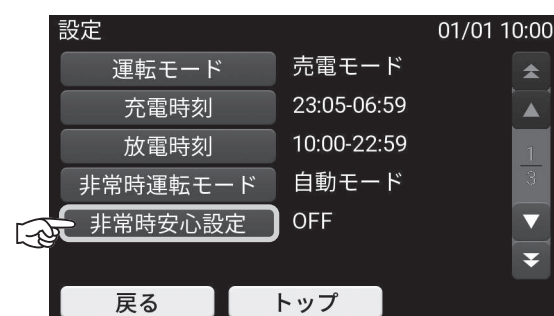 設定 01/01 10:00
運転モード 売電モード
充電時刻 23:05-06:59
放電時刻 10:00-22:59
非常時運転モード 自動モード
非常時安心設定 OFF
1
3
戻る トップ